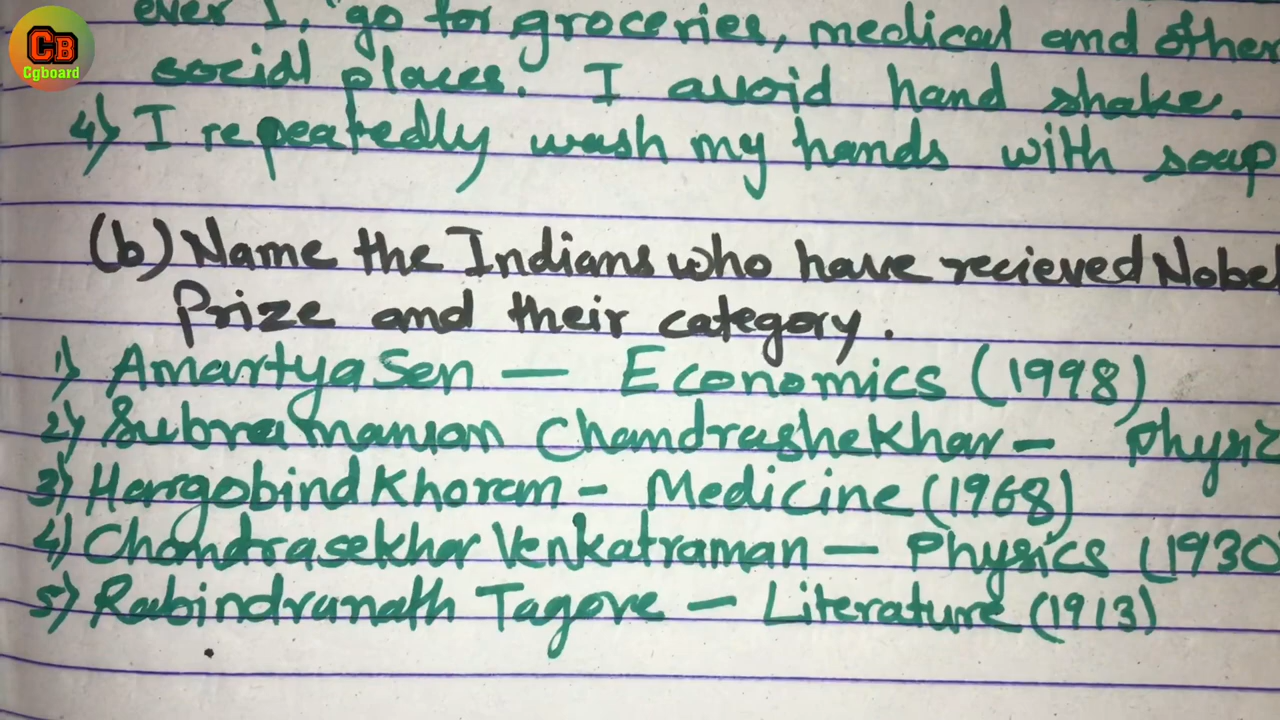 CB
Cgboard
ever I, go for groceries, medical and other
social places. I avoid hand shake.
4) I repeatedly wash my hands with soap
(b) Name the Indians who have recieved Nobel
Prize and their category.
1) Amartya Sen — Economics (1998)
2) Subramanian Chandrashekhar — Physi
3) Hargobind Khoram - Medicine (1968)
4) Chandrasekhar Venkatraman — Physics (1930
5) Rabindranath Tagore — Literature (1913)